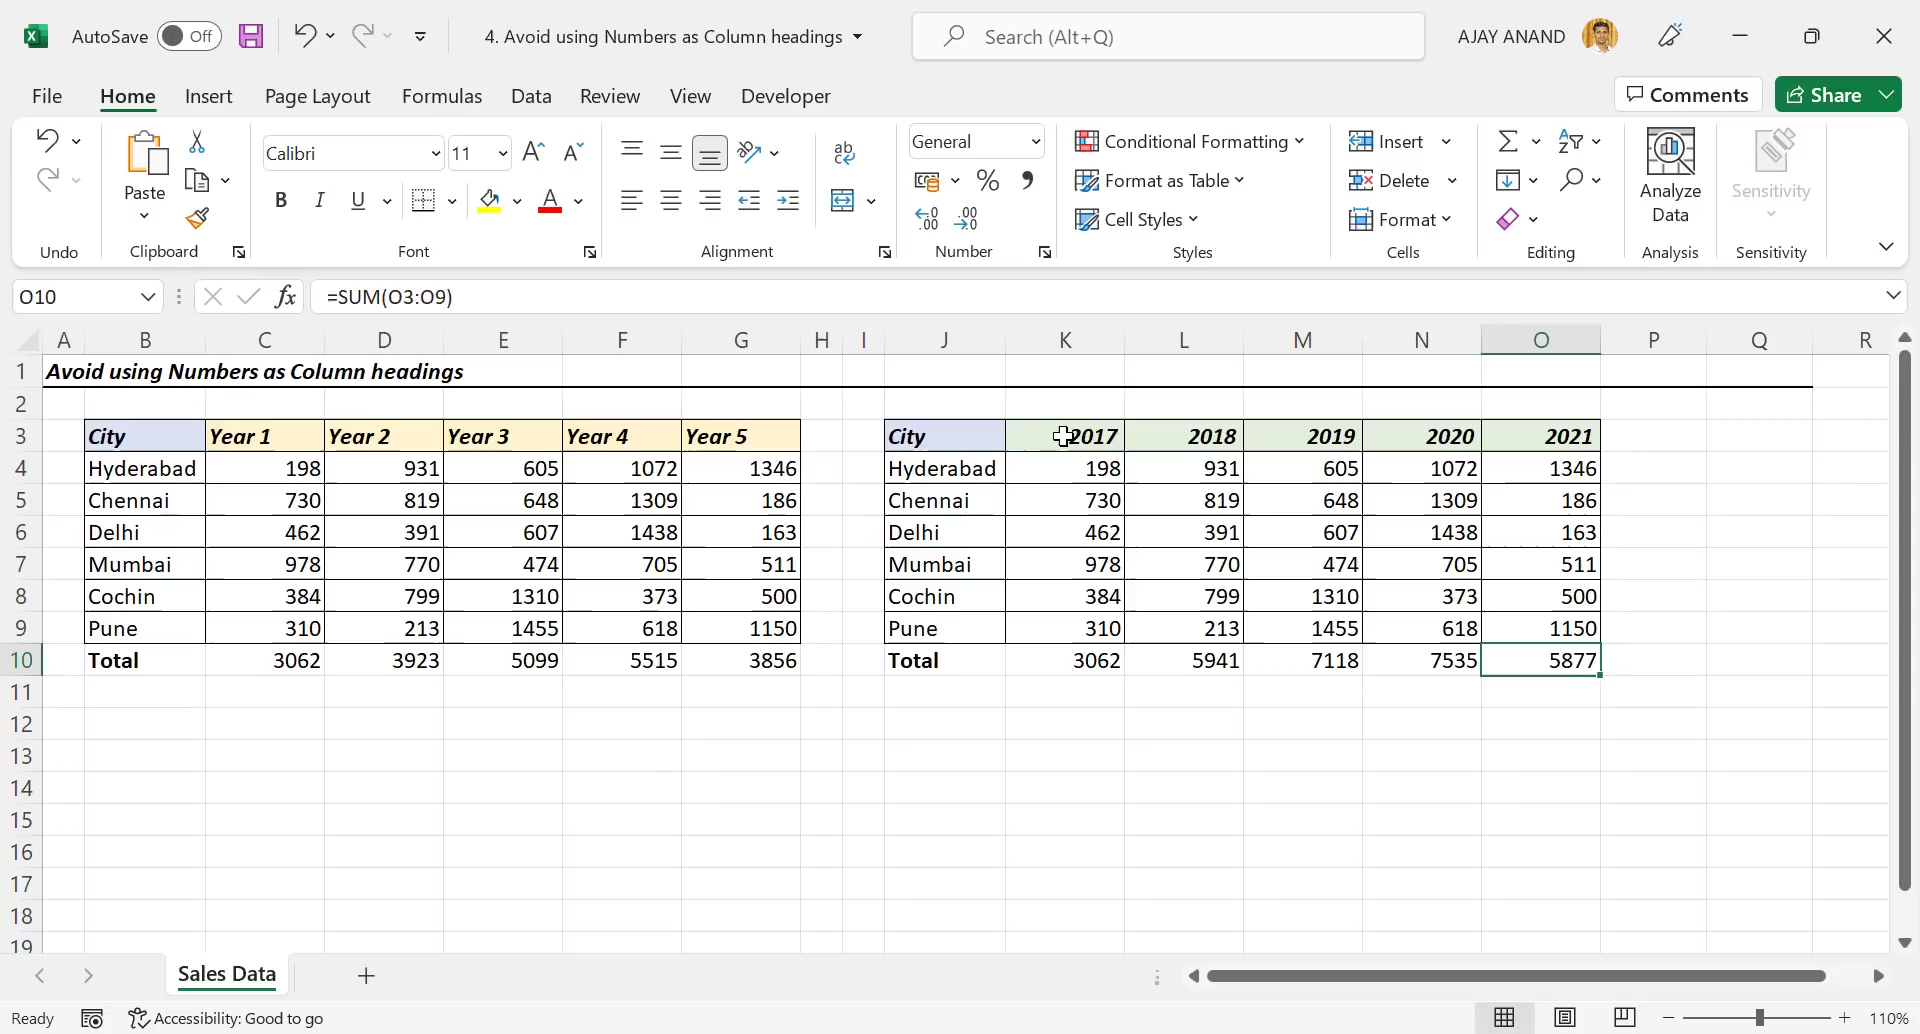 AutoSave Off 4. Avoid using Numbers as Column headings Search (Alt+Q) AJAY ANAND
File Home Insert Page Layout Formulas Data Review View Developer Comments Share
Undo
Paste
Clipboard
Calibri 11
B I U A
Font
ab
Alignment
General
% 9
Number
Conditional Formatting
Format as Table
Cell Styles
Styles
Insert
Delete
Format
Cells
Editing
Analyze
Data
Analysis
Sensitivity
Sensitivity
O10 fx =SUM(O3:O9)
A B C D E F G H I J K L M N O P Q R
1 Avoid using Numbers as Column headings
2
3 City Year 1 Year 2 Year 3 Year 4 Year 5 City 2017 2018 2019 2020 2021
4 Hyderabad 198 931 605 1072 1346 Hyderabad 198 931 605 1072 1346
5 Chennai 730 819 648 1309 186 Chennai 730 819 648 1309 186
6 Delhi 462 391 607 1438 163 Delhi 462 391 607 1438 163
7 Mumbai 978 770 474 705 511 Mumbai 978 770 474 705 511
8 Cochin 384 799 1310 373 500 Cochin 384 799 1310 373 500
9 Pune 310 213 1455 618 1150 Pune 310 213 1455 618 1150
10 Total 3062 3923 5099 5515 3856 Total 3062 5941 7118 7535 5877
11
12
13
14
15
16
17
18
19
Sales Data
Ready Accessibility: Good to go 110%